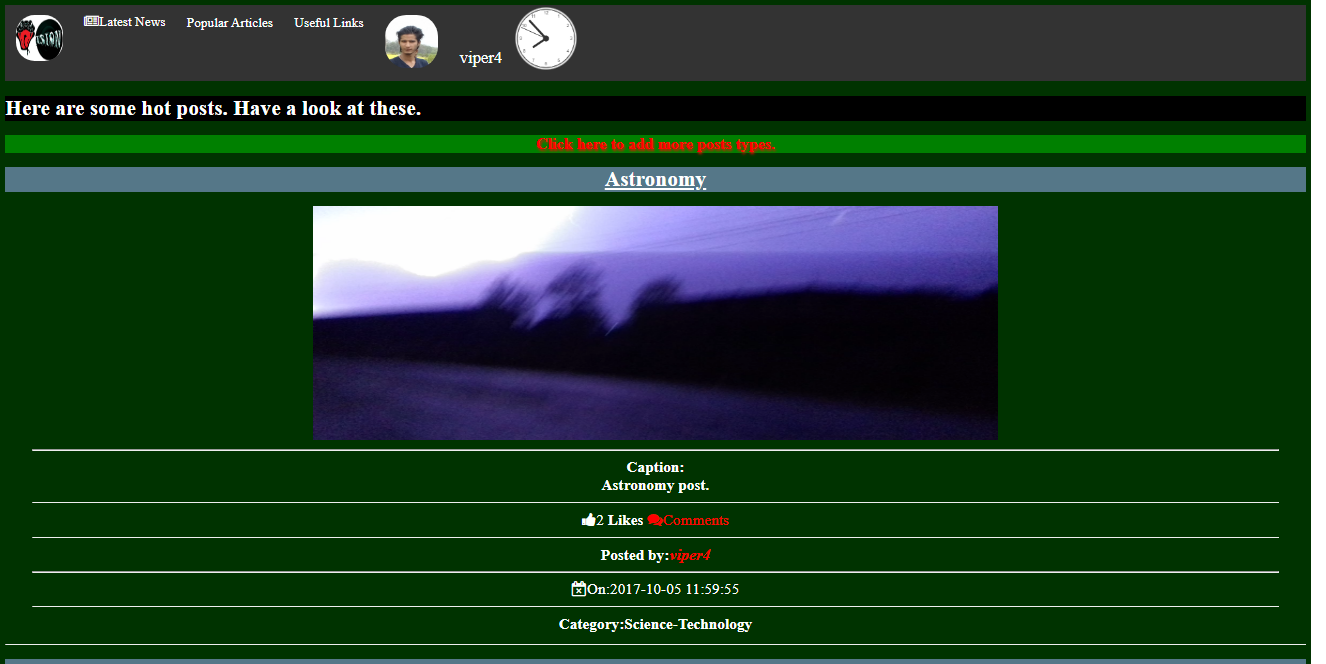 ISION
Latest News
Popular Articles
Useful Links
viper4
Here are some hot posts. Have a look at these.
Click here to add more posts types.
Astronomy
Caption:
Astronomy post.
2 Likes Comments
Posted by:viper4
On:2017-10-05 11:59:55
Category:Science-Technology